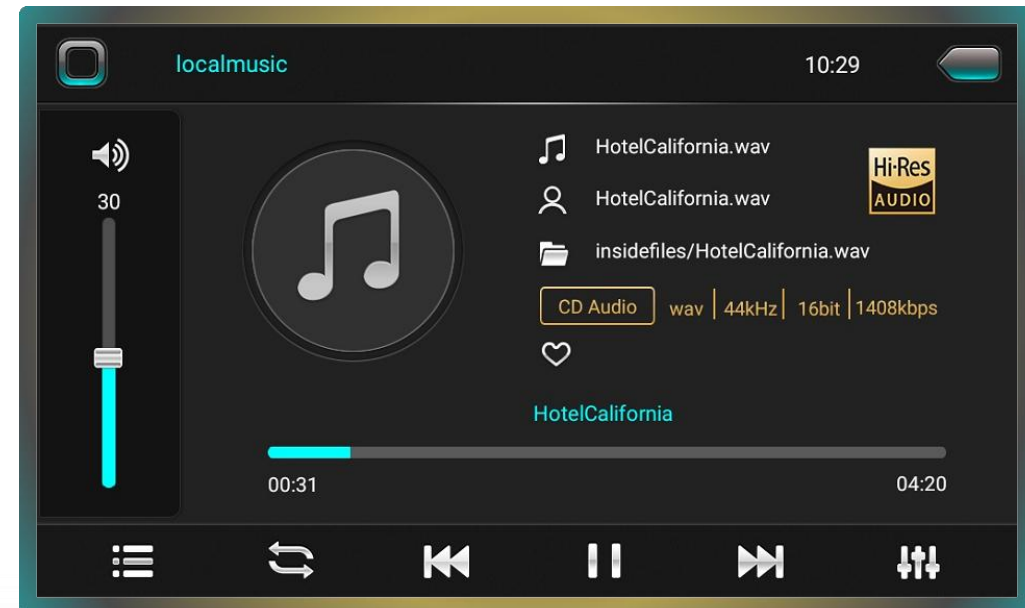 localmusic 10:29
30
HotelCalifornia.wav
Hi-Res
AUDIO
HotelCalifornia.wav
insidefiles/HotelCalifornia.wav
CD Audio wav 44kHz 16bit 1408kbps
HotelCalifornia
00:31 04:20